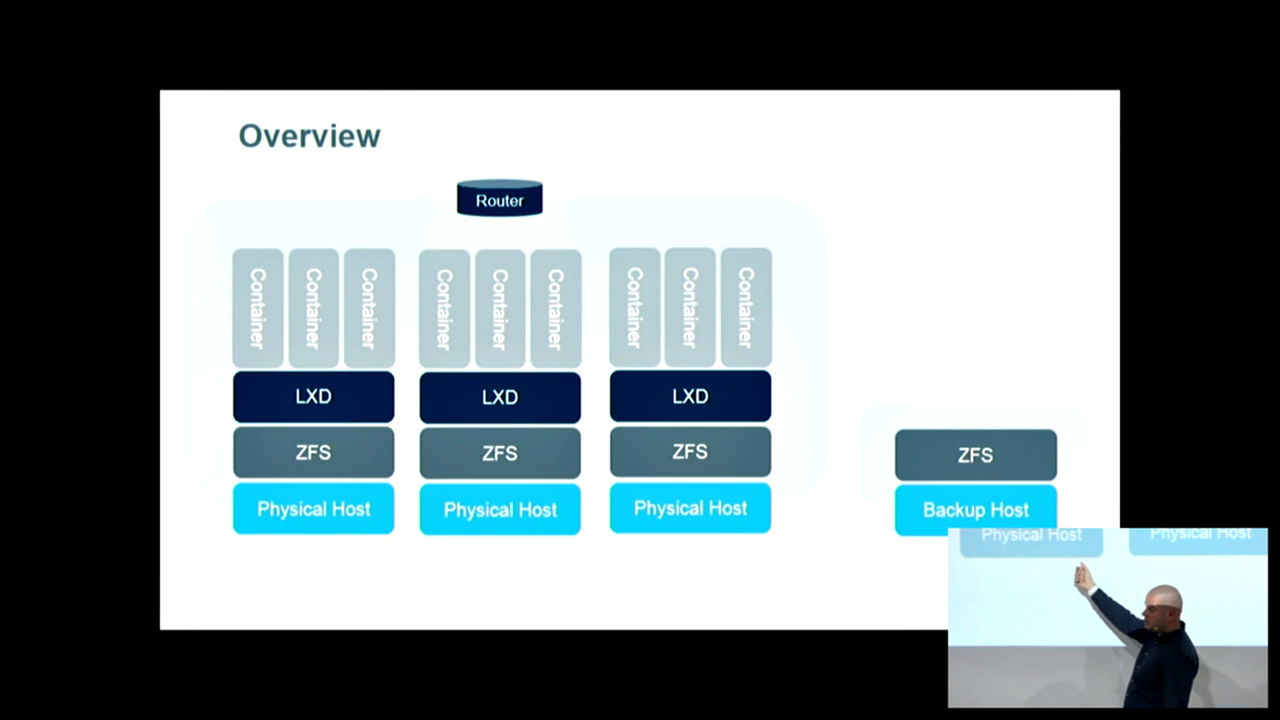 Overview
Router
Container Container Container Container Container Container Container Container Container
LXD LXD LXD
ZFS ZFS ZFS ZFS
Physical Host Physical Host Physical Host Backup Host
Physical Host Physical Host